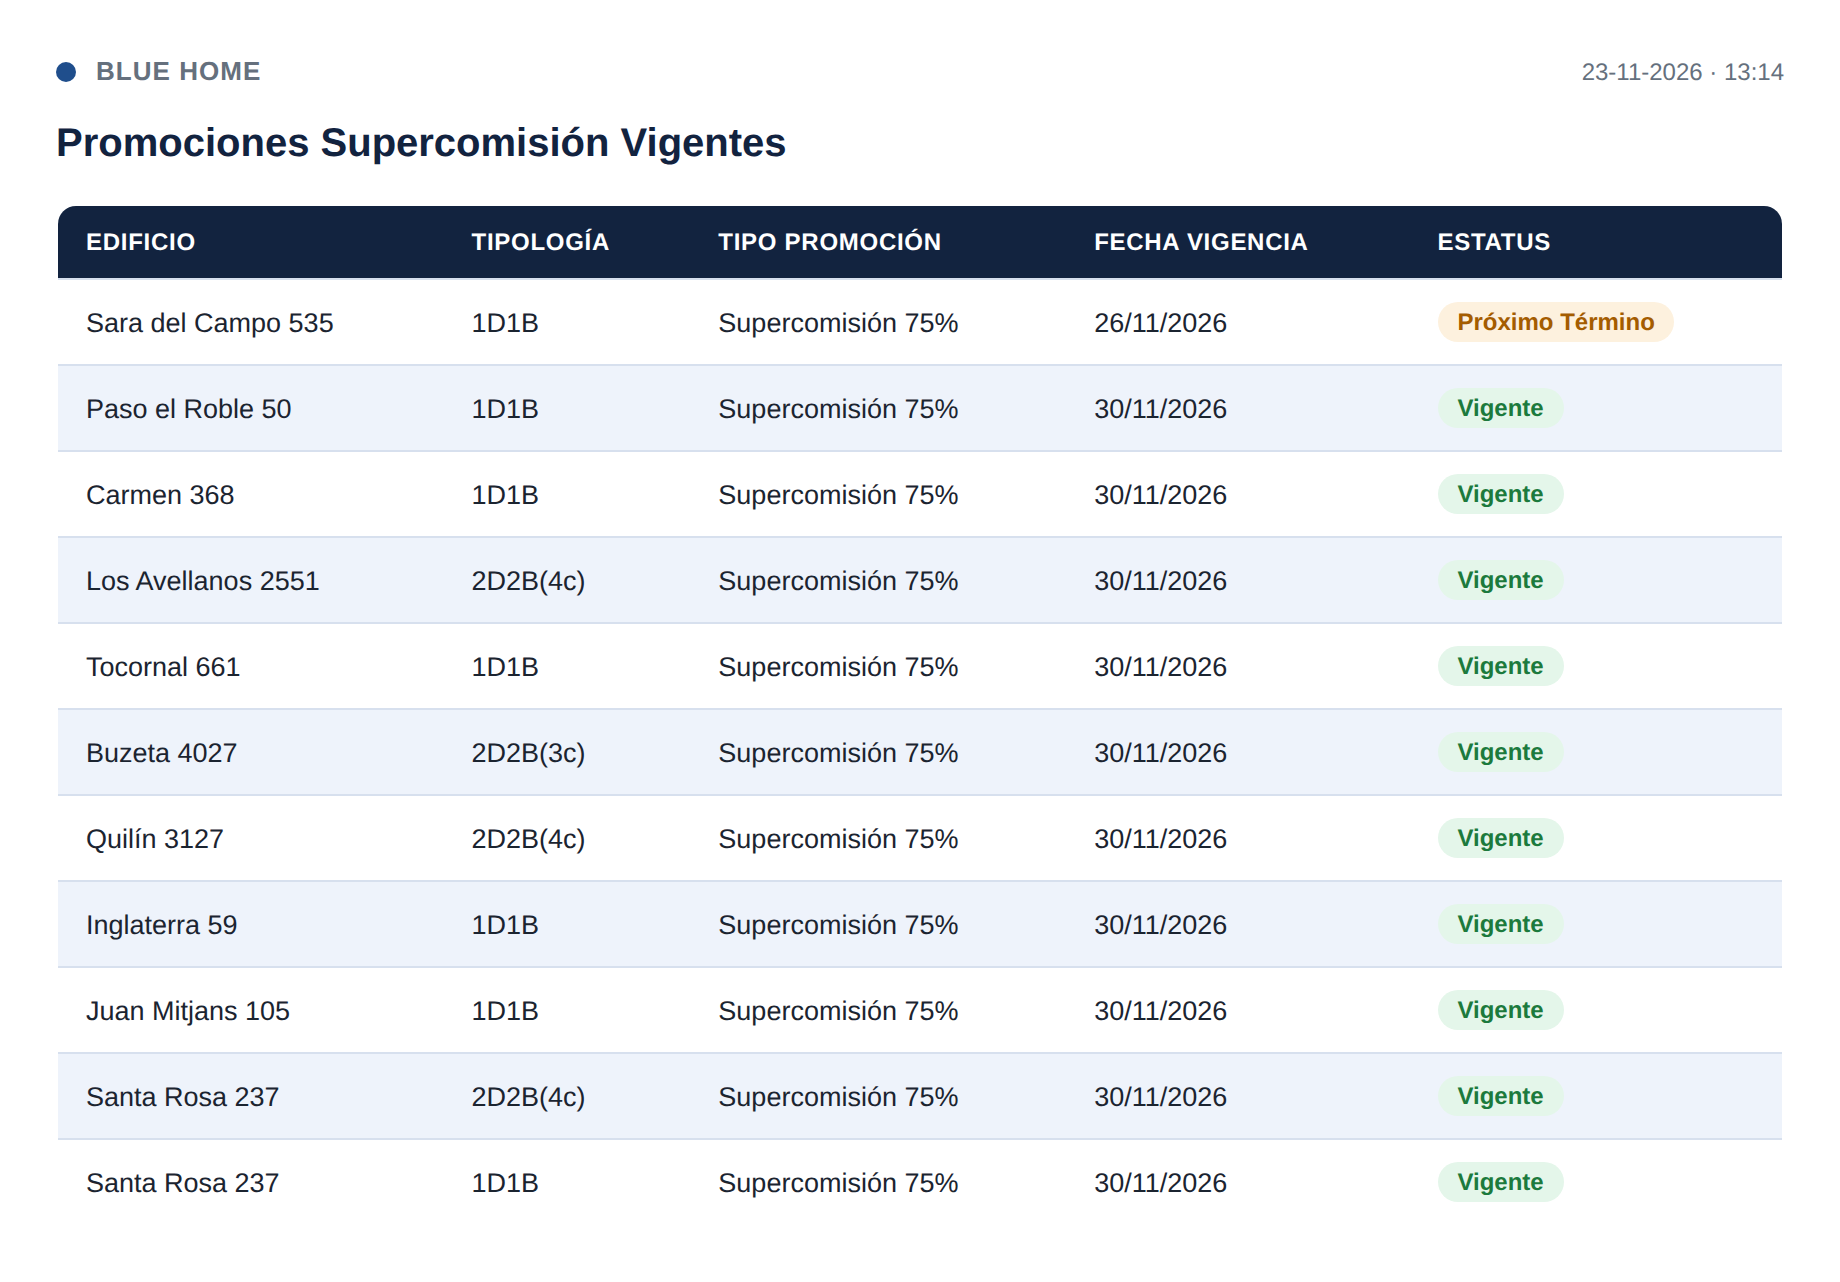 BLUE HOME
23-11-2026 · 13:14
Promociones Supercomisión Vigentes
EDIFICIO TIPOLOGÍA TIPO PROMOCIÓN FECHA VIGENCIA ESTATUS
Sara del Campo 535 1D1B Supercomisión 75% 26/11/2026 Próximo Término
Paso el Roble 50 1D1B Supercomisión 75% 30/11/2026 Vigente
Carmen 368 1D1B Supercomisión 75% 30/11/2026 Vigente
Los Avellanos 2551 2D2B(4c) Supercomisión 75% 30/11/2026 Vigente
Tocornal 661 1D1B Supercomisión 75% 30/11/2026 Vigente
Buzeta 4027 2D2B(3c) Supercomisión 75% 30/11/2026 Vigente
Quilín 3127 2D2B(4c) Supercomisión 75% 30/11/2026 Vigente
Inglaterra 59 1D1B Supercomisión 75% 30/11/2026 Vigente
Juan Mitjans 105 1D1B Supercomisión 75% 30/11/2026 Vigente
Santa Rosa 237 2D2B(4c) Supercomisión 75% 30/11/2026 Vigente
Santa Rosa 237 1D1B Supercomisión 75% 30/11/2026 Vigente